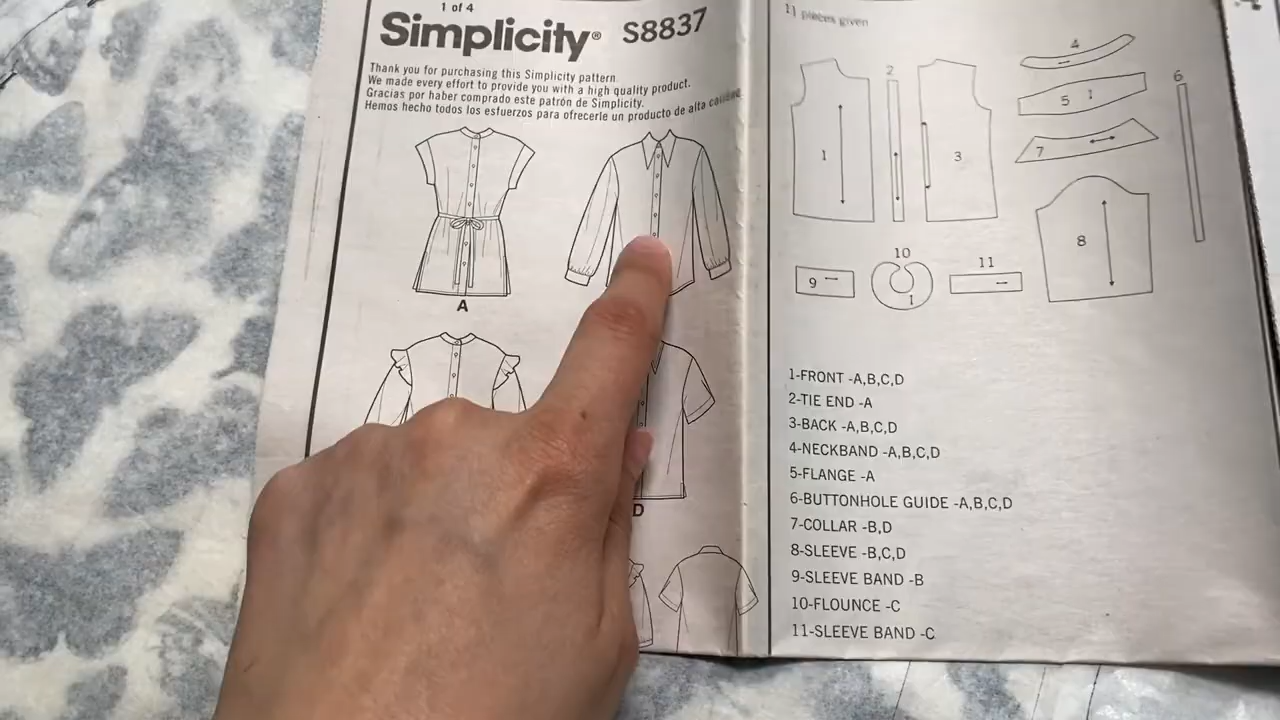 1 of 4
Simplicity® S8837
Thank you for purchasing this Simplicity pattern.
We made every effort to provide you with a high quality product.
Gracias por haber comprado este patrón de Simplicity.
Hemos hecho todos los esfuerzos para ofrecerle un producto de alta calidad
A
D
11 pieces given
1
2
3
4
5 1
6
7
8
9
10
1
11
1-FRONT -A,B,C,D
2-TIE END -A
3-BACK -A,B,C,D
4-NECKBAND -A,B,C,D
5-FLANGE -A
6-BUTTONHOLE GUIDE -A,B,C,D
7-COLLAR -B,D
8-SLEEVE -B,C,D
9-SLEEVE BAND -B
10-FLOUNCE -C
11-SLEEVE BAND -C